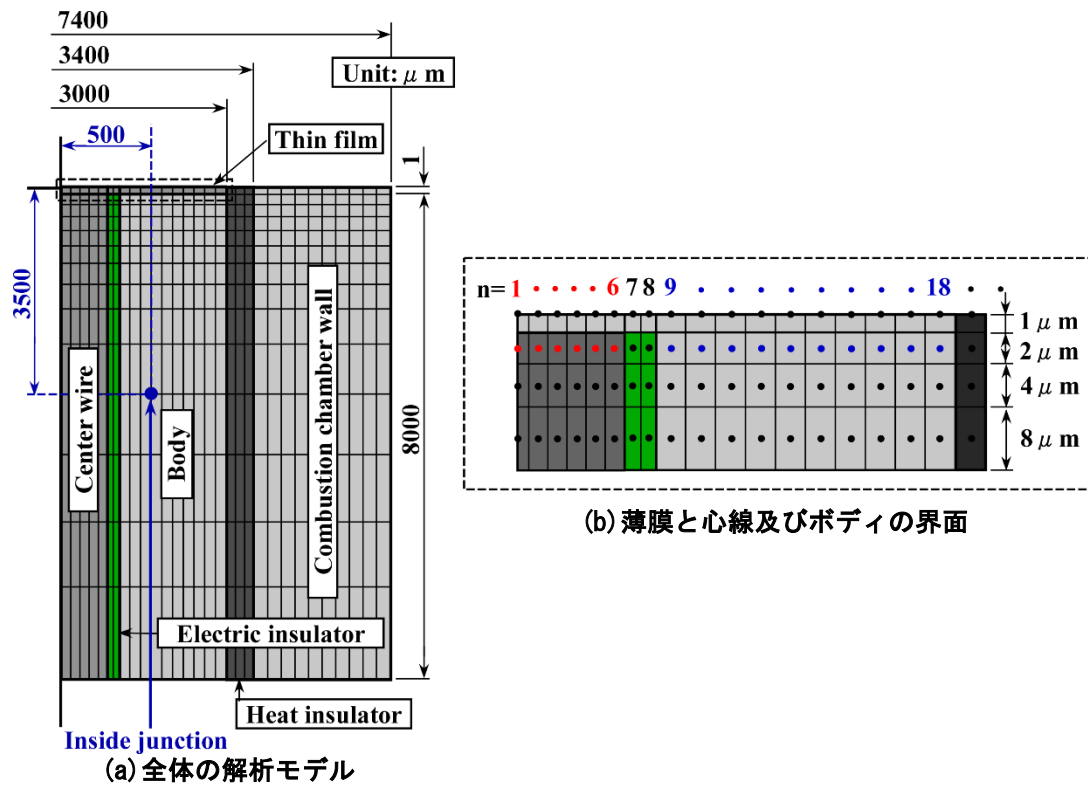 7400
3400
Unit: μ m
3000
500
Thin film
1
3500
Center wire
Body
Combustion chamber wall
8000
Electric insulator
Heat insulator
Inside junction
(a)全体の解析モデル
n= 1 ・ ・ ・ ・ 6 7 8 9 ・ ・ ・ ・ ・ ・ ・ ・ 18 ・ ・
1 μ m
2 μ m
4 μ m
8 μ m
(b)薄膜と心線及びボディの界面